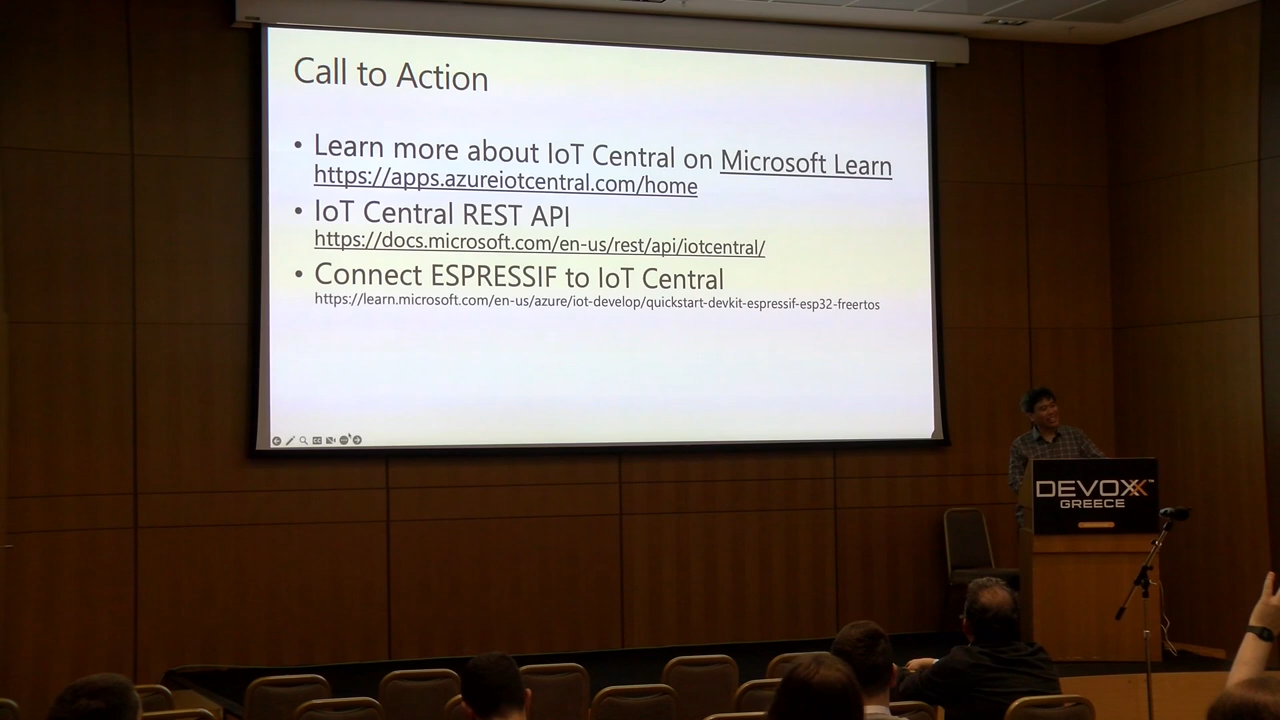 Call to Action
• Learn more about IoT Central on Microsoft Learn
https://apps.azureiotcentral.com/home
• IoT Central REST API
https://docs.microsoft.com/en-us/rest/api/iotcentral/
• Connect ESPRESSIF to IoT Central
https://learn.microsoft.com/en-us/azure/iot-develop/quickstart-devkit-espressif-esp32-freertos
DEVOXX™
GREECE